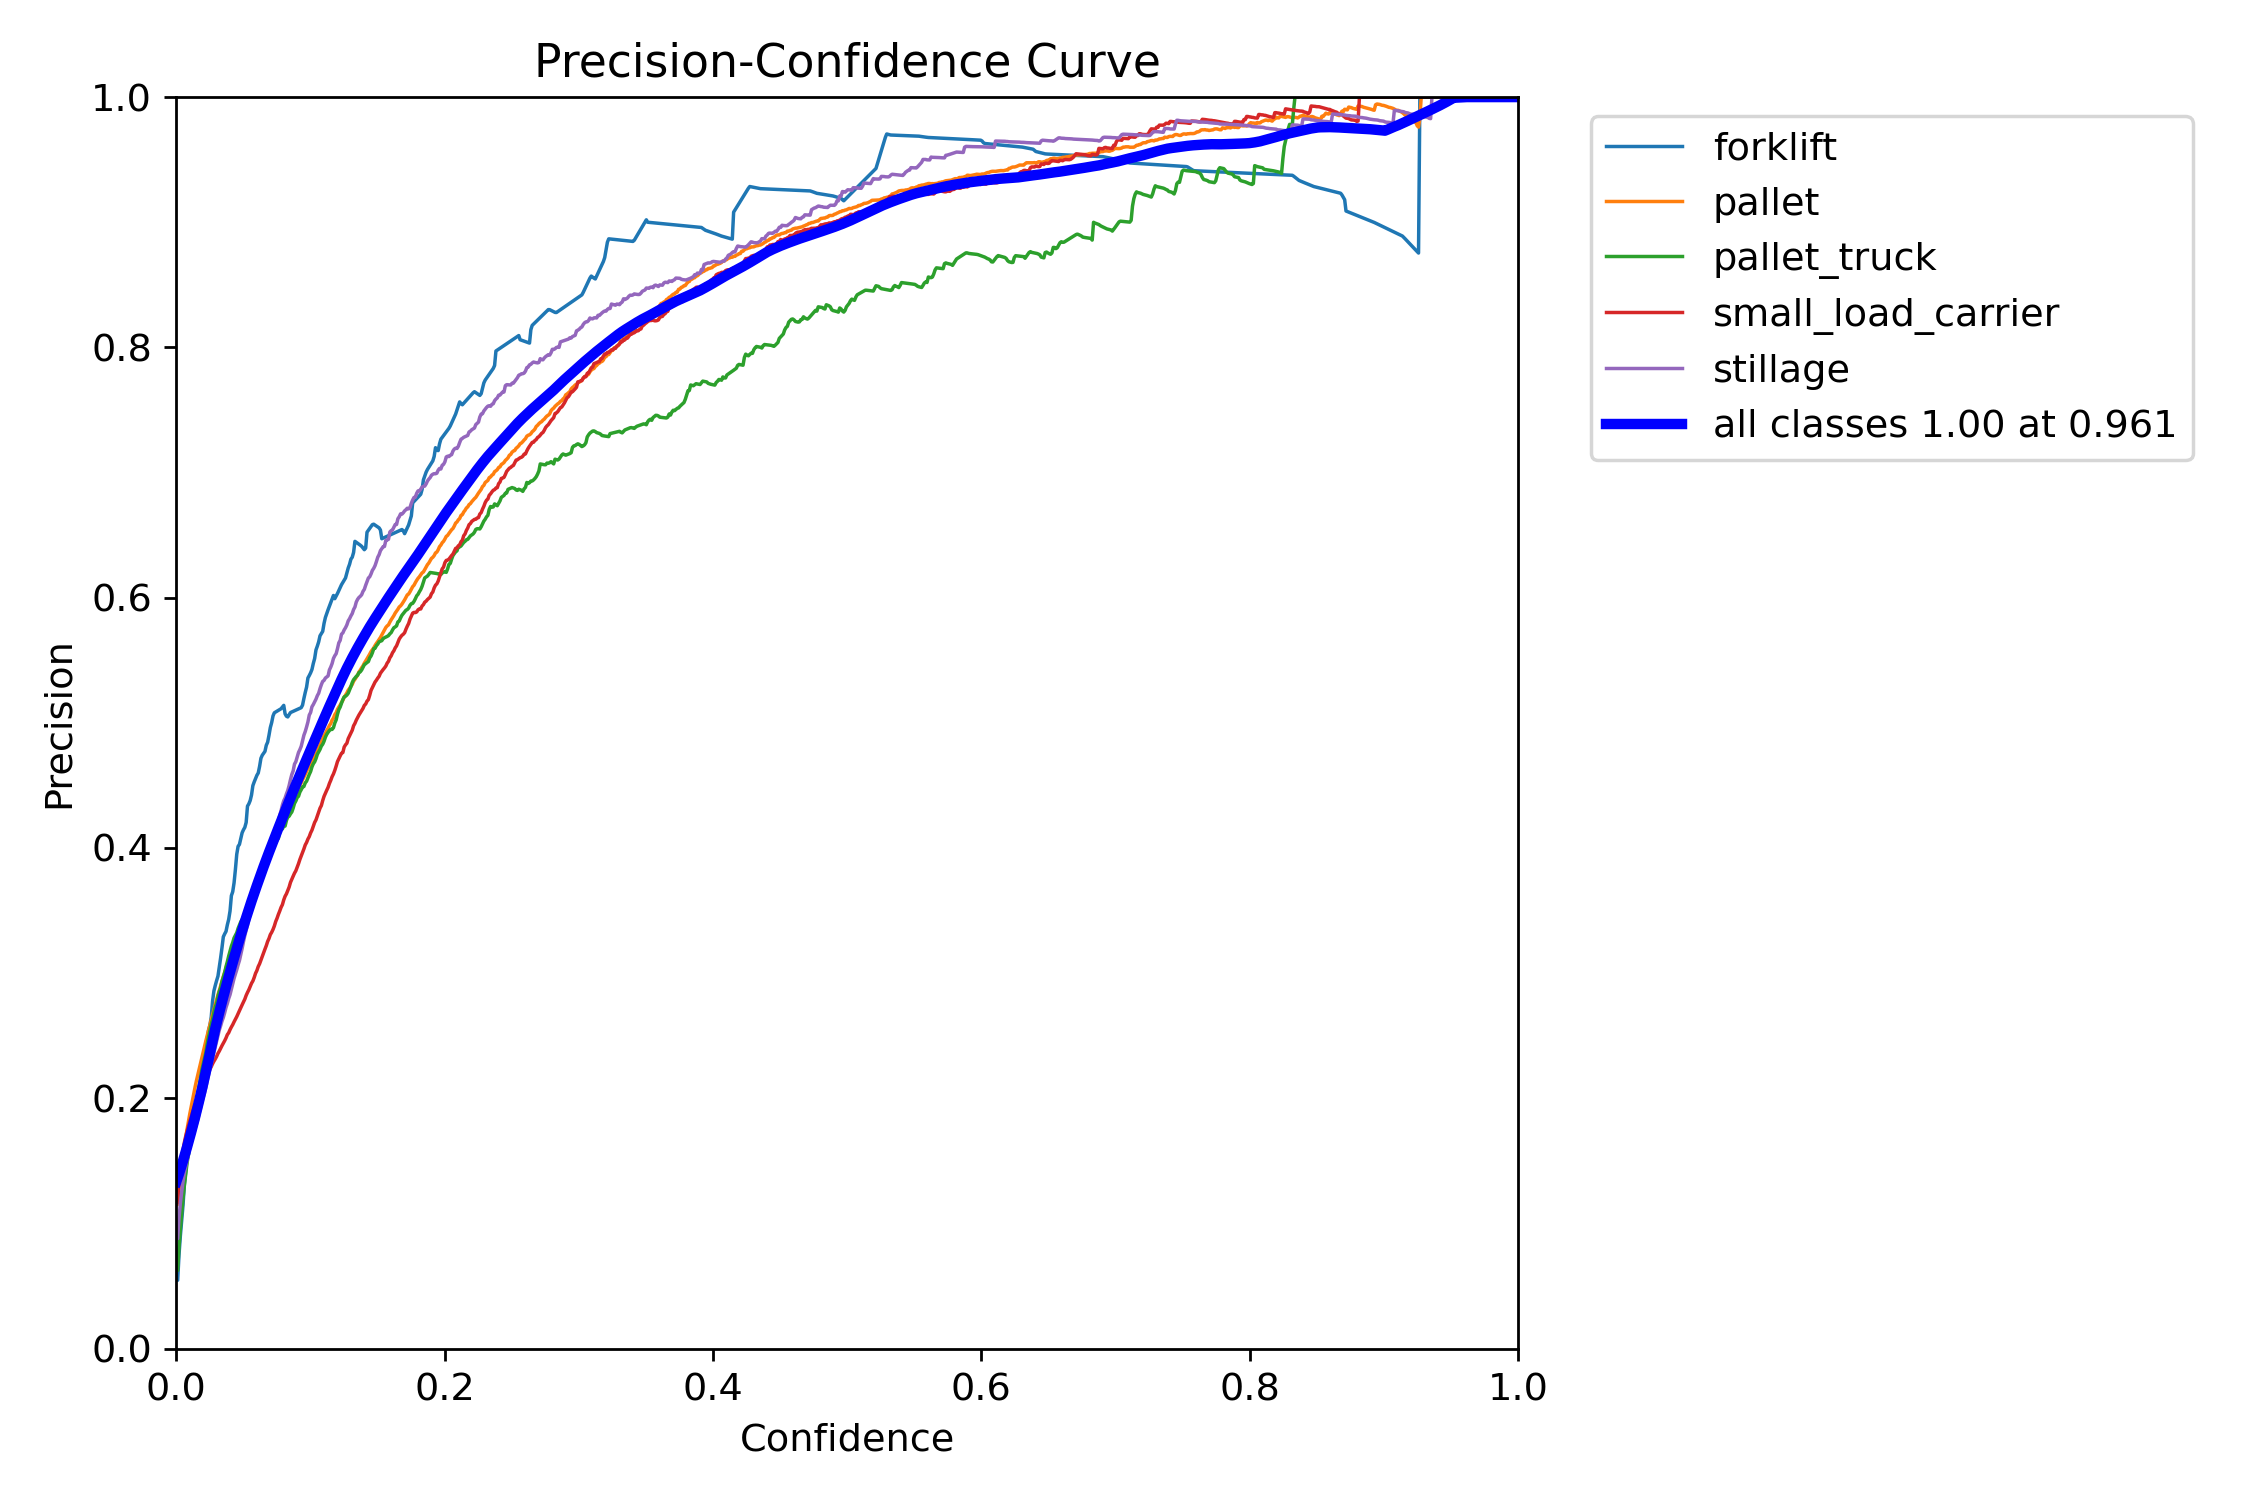 Precision-Confidence Curve
1.0
0.8
0.6
0.4
0.2
0.0
Precision
0.0 0.2 0.4 0.6 0.8 1.0
Confidence
forklift
pallet
pallet_truck
small_load_carrier
stillage
all classes 1.00 at 0.961